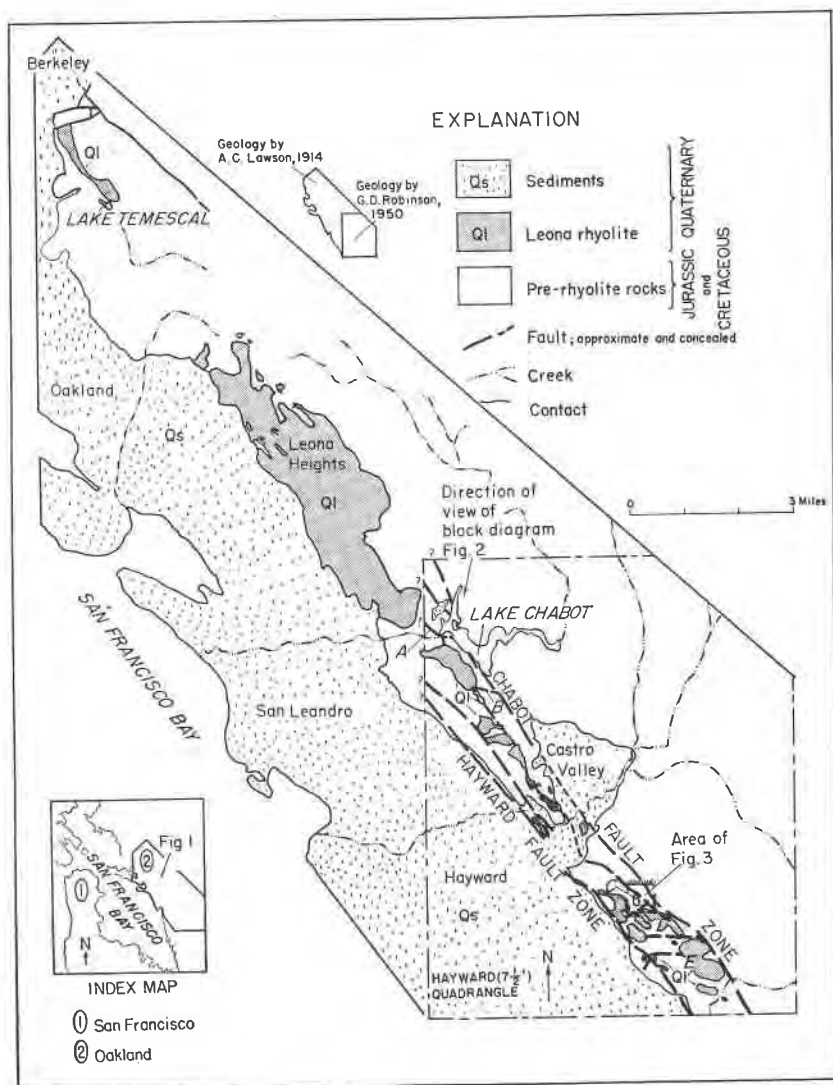 Berkeley
Ql
LAKE TEMESCAL
Geology by
A. C. Lawson, 1914
Geology by
G. D. Robinson,
1950
EXPLANATION
Qs Sediments
Ql Leona rhyolite
Pre-rhyolite rocks
QUATERNARY
JURASSIC
and
CRETACEOUS
Fault; approximate and concealed
Creek
Contact
0 3 Miles
Oakland
Qs
Leona
Heights
Ql
Direction of
view of
block diagram
Fig. 2
LAKE CHABOT
SAN FRANCISCO BAY
A
San Leandro
Ql
B
CHABOT
FAULT
ZONE
Castro
Valley
HAYWARD
FAULT
ZONE
Area of
Fig. 3
Hayward
Qs
E
Ql
N
HAYWARD (7½')
QUADRANGLE
Fig 1
②
①
SAN FRANCISCO
BAY
N
INDEX MAP
① San Francisco
② Oakland